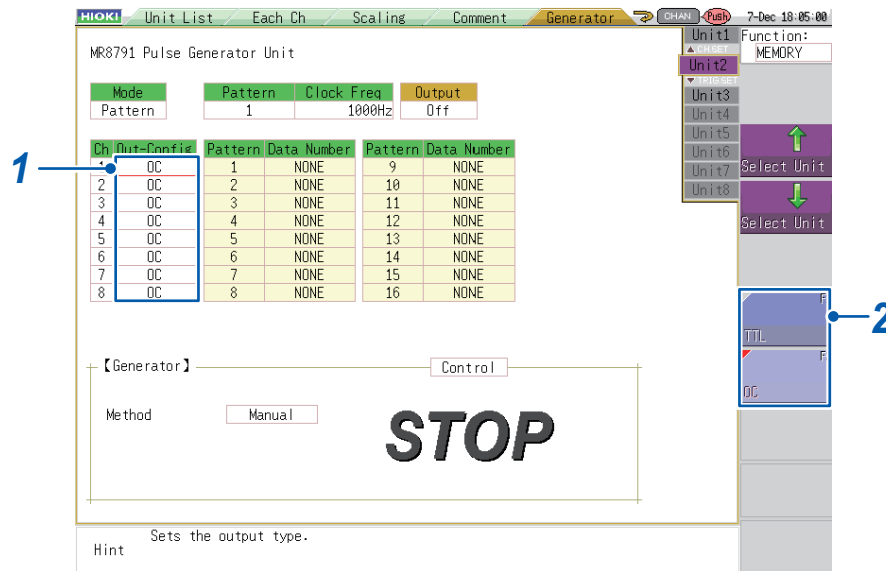 HIOKI Unit List Each Ch Scaling Comment Generator CHAN Push 7-Dec 18:05:00
MR8791 Pulse Generator Unit
Unit1
▲ CH.SET
Unit2
▼ TRIG.SET
Unit3
Unit4
Unit5
Unit6
Unit7
Unit8
Function:
MEMORY
Select Unit
Select Unit
Mode Pattern Clock Freq Output
Pattern 1 1000Hz Off
Ch Out-Config Pattern Data Number Pattern Data Number
1 OC 1 NONE 9 NONE
2 OC 2 NONE 10 NONE
3 OC 3 NONE 11 NONE
4 OC 4 NONE 12 NONE
5 OC 5 NONE 13 NONE
6 OC 6 NONE 14 NONE
7 OC 7 NONE 15 NONE
8 OC 8 NONE 16 NONE
1
2
TTL
OC
【Generator】 Control
Method Manual
STOP
Sets the output type.
Hint